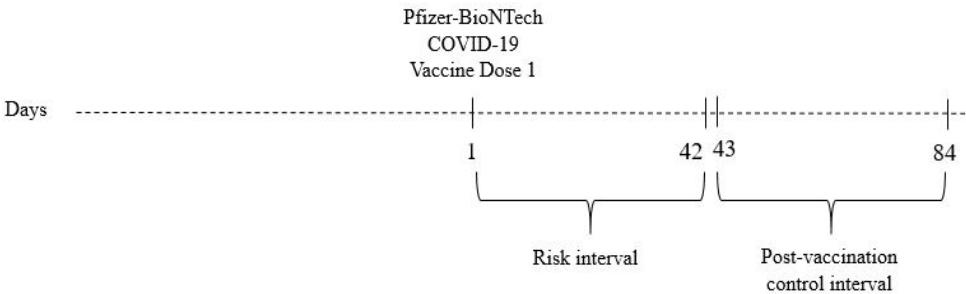 Pfizer-BioNTech
COVID-19
Vaccine Dose 1
Days
1 42 43 84
Risk interval
Post-vaccination
control interval